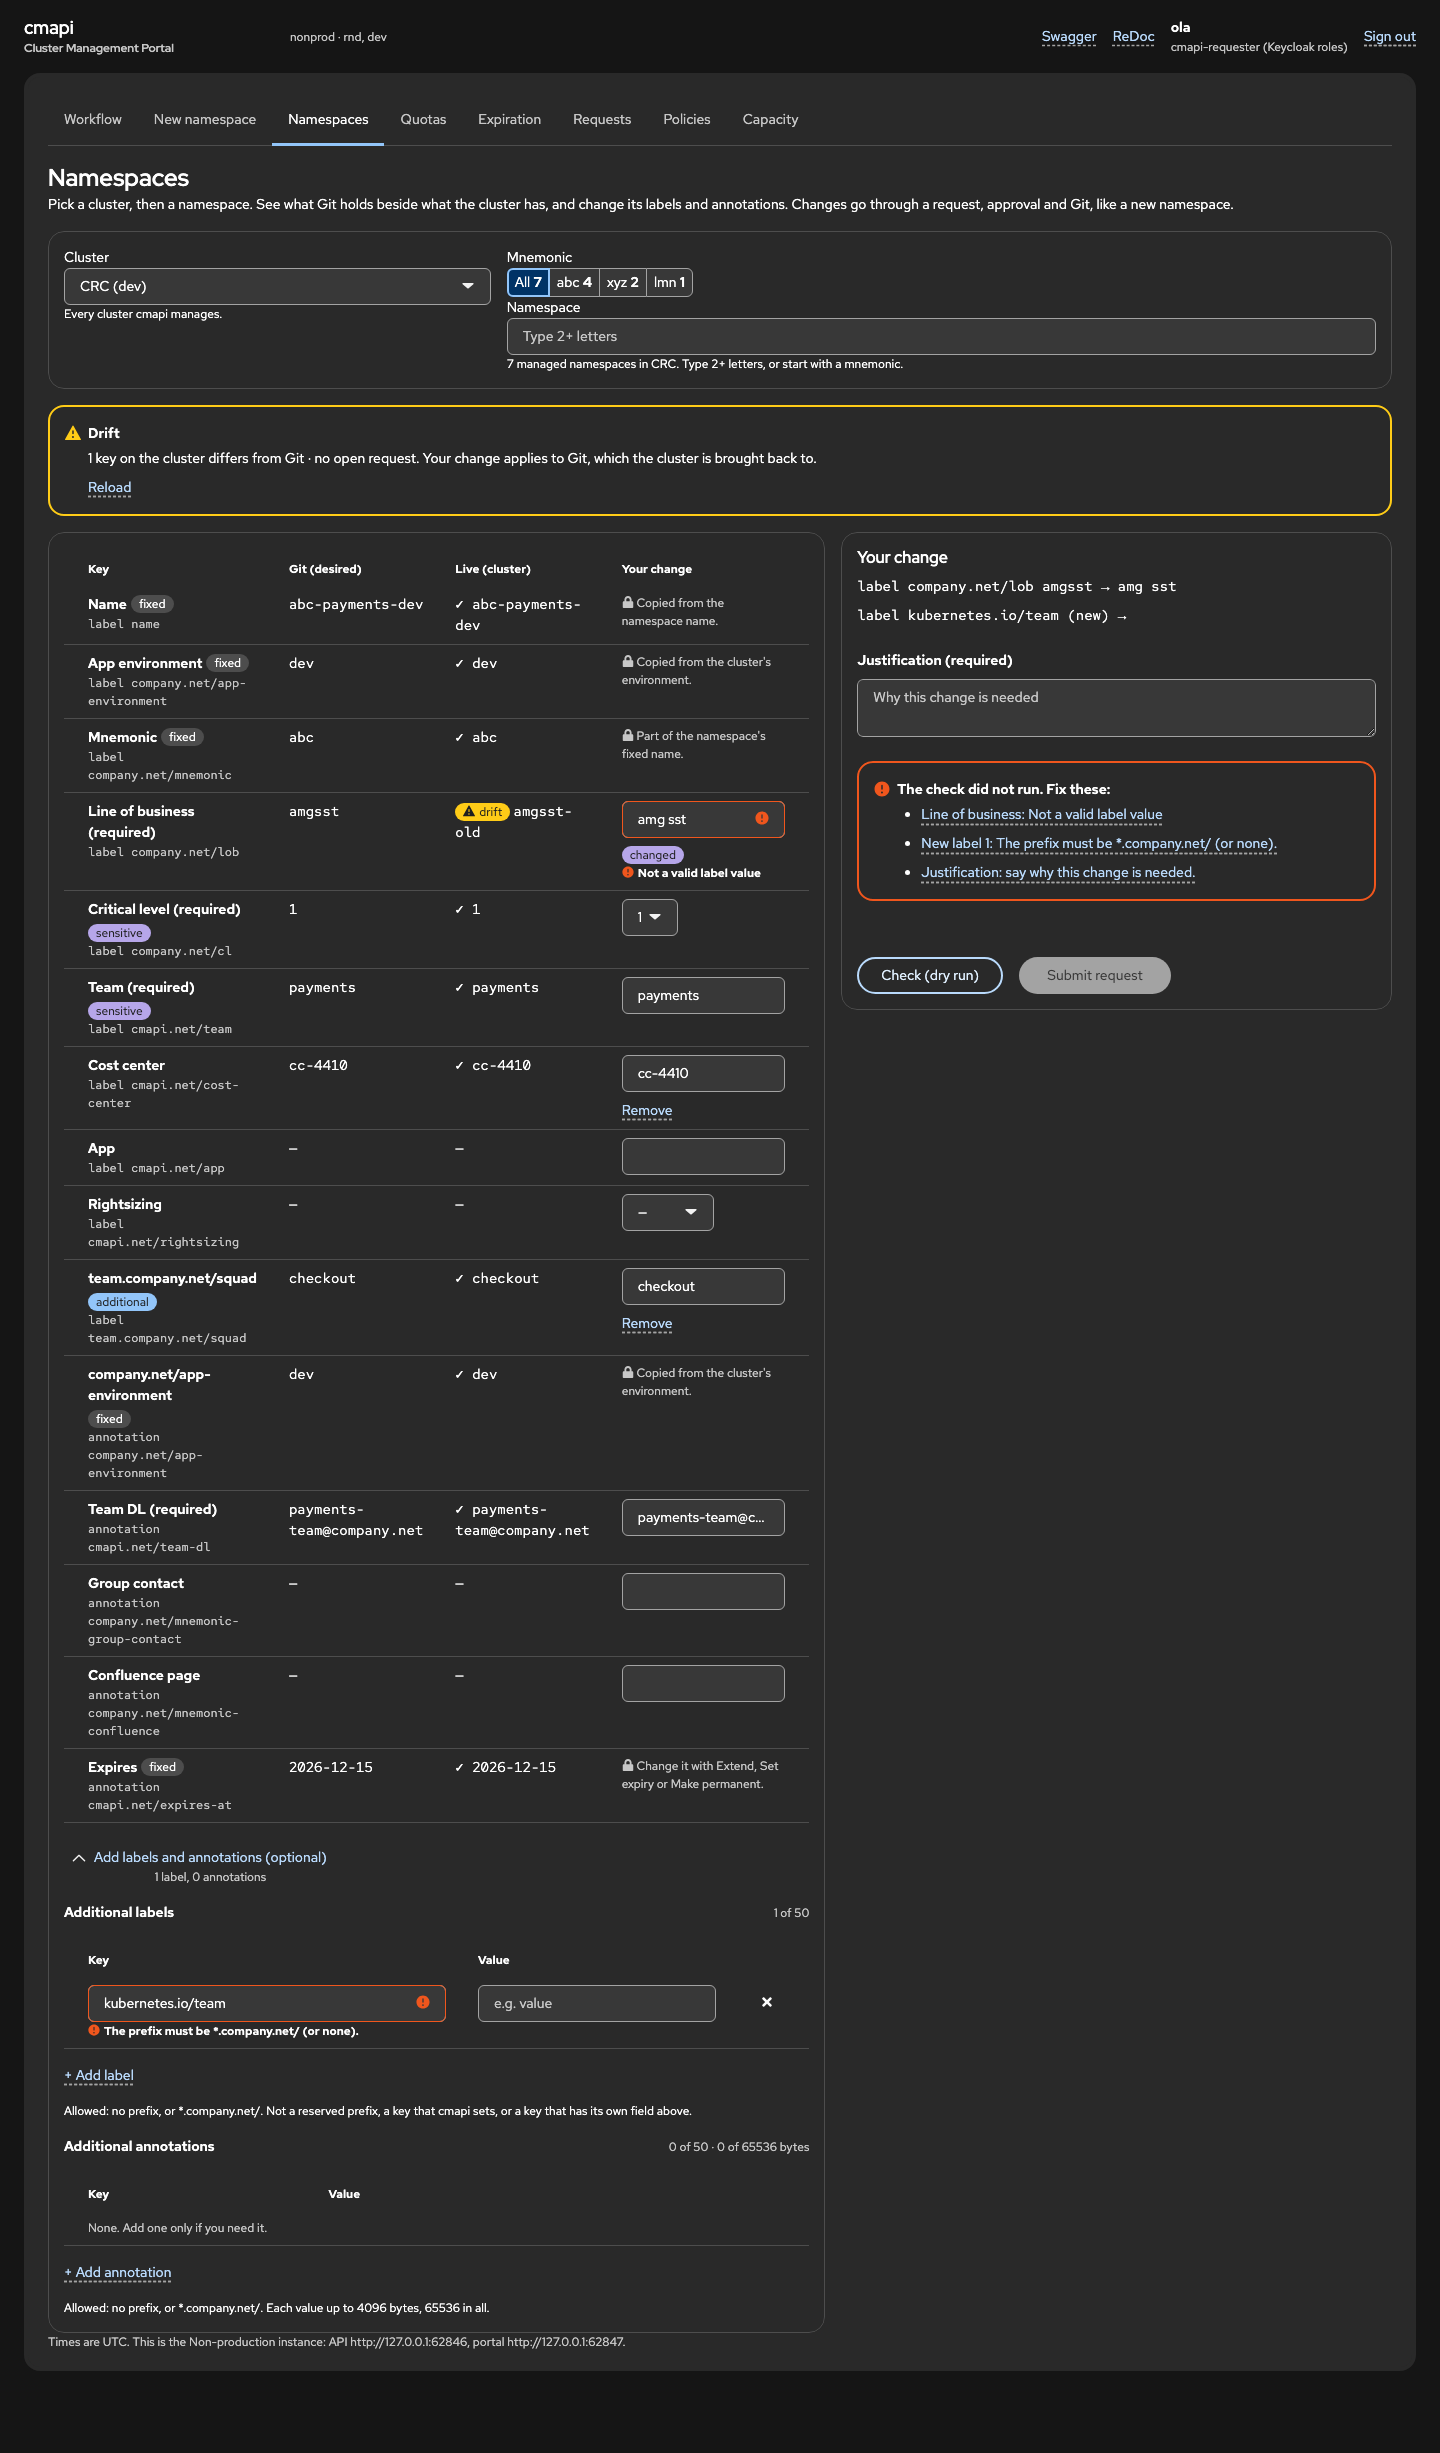 cmapi
Cluster Management Portal
nonprod · rnd, dev
Swagger
ReDoc
ola
cmapi-requester (Keycloak roles)
Sign out
Workflow
New namespace
Namespaces
Quotas
Expiration
Requests
Policies
Capacity
Namespaces
Pick a cluster, then a namespace. See what Git holds beside what the cluster has, and change its labels and annotations. Changes go through a request, approval and Git, like a new namespace.
Cluster
CRC (dev)
Every cluster cmapi manages.
Mnemonic
All 7
abc 4
xyz 2
lmn 1
Namespace
Type 2+ letters
7 managed namespaces in CRC. Type 2+ letters, or start with a mnemonic.
Drift
1 key on the cluster differs from Git · no open request. Your change applies to Git, which the cluster is brought back to.
Reload
Key
Git (desired)
Live (cluster)
Your change
Name fixed
label name
abc-payments-dev
✓ abc-payments-
dev
Copied from the
namespace name.
App environment fixed
label company.net/app-
environment
dev
✓ dev
Copied from the cluster's
environment.
Mnemonic fixed
label
company.net/mnemonic
abc
✓ abc
Part of the namespace's
fixed name.
Line of business
(required)
label company.net/lob
amgsst
drift amgsst-
old
amg sst
changed
Not a valid label value
Critical level (required)
sensitive
label company.net/cl
1
✓ 1
1
Team (required)
sensitive
label cmapi.net/team
payments
✓ payments
payments
Cost center
label cmapi.net/cost-
center
cc-4410
✓ cc-4410
cc-4410
Remove
App
label cmapi.net/app
—
—
Rightsizing
label
cmapi.net/rightsizing
—
—
—
team.company.net/squad
additional
label
team.company.net/squad
checkout
✓ checkout
checkout
Remove
company.net/app-
environment
fixed
annotation
company.net/app-
environment
dev
✓ dev
Copied from the cluster's
environment.
Team DL (required)
annotation
cmapi.net/team-dl
payments-
team@company.net
✓ payments-
team@company.net
payments-team@c...
Group contact
annotation
company.net/mnemonic-
group-contact
—
—
Confluence page
annotation
company.net/mnemonic-
confluence
—
—
Expires fixed
annotation
cmapi.net/expires-at
2026-12-15
✓ 2026-12-15
Change it with Extend, Set
expiry or Make permanent.
Add labels and annotations (optional)
1 label, 0 annotations
Additional labels
1 of 50
Key
Value
kubernetes.io/team
e.g. value
The prefix must be *.company.net/ (or none).
+ Add label
Allowed: no prefix, or *.company.net/. Not a reserved prefix, a key that cmapi sets, or a key that has its own field above.
Additional annotations
0 of 50 · 0 of 65536 bytes
Key
Value
None. Add one only if you need it.
+ Add annotation
Allowed: no prefix, or *.company.net/. Each value up to 4096 bytes, 65536 in all.
Your change
label company.net/lob amgsst → amg sst
label kubernetes.io/team (new) →
Justification (required)
Why this change is needed
The check did not run. Fix these:
• Line of business: Not a valid label value
• New label 1: The prefix must be *.company.net/ (or none).
• Justification: say why this change is needed.
Check (dry run)
Submit request
Times are UTC. This is the Non-production instance: API http://127.0.0.1:62846, portal http://127.0.0.1:62847.